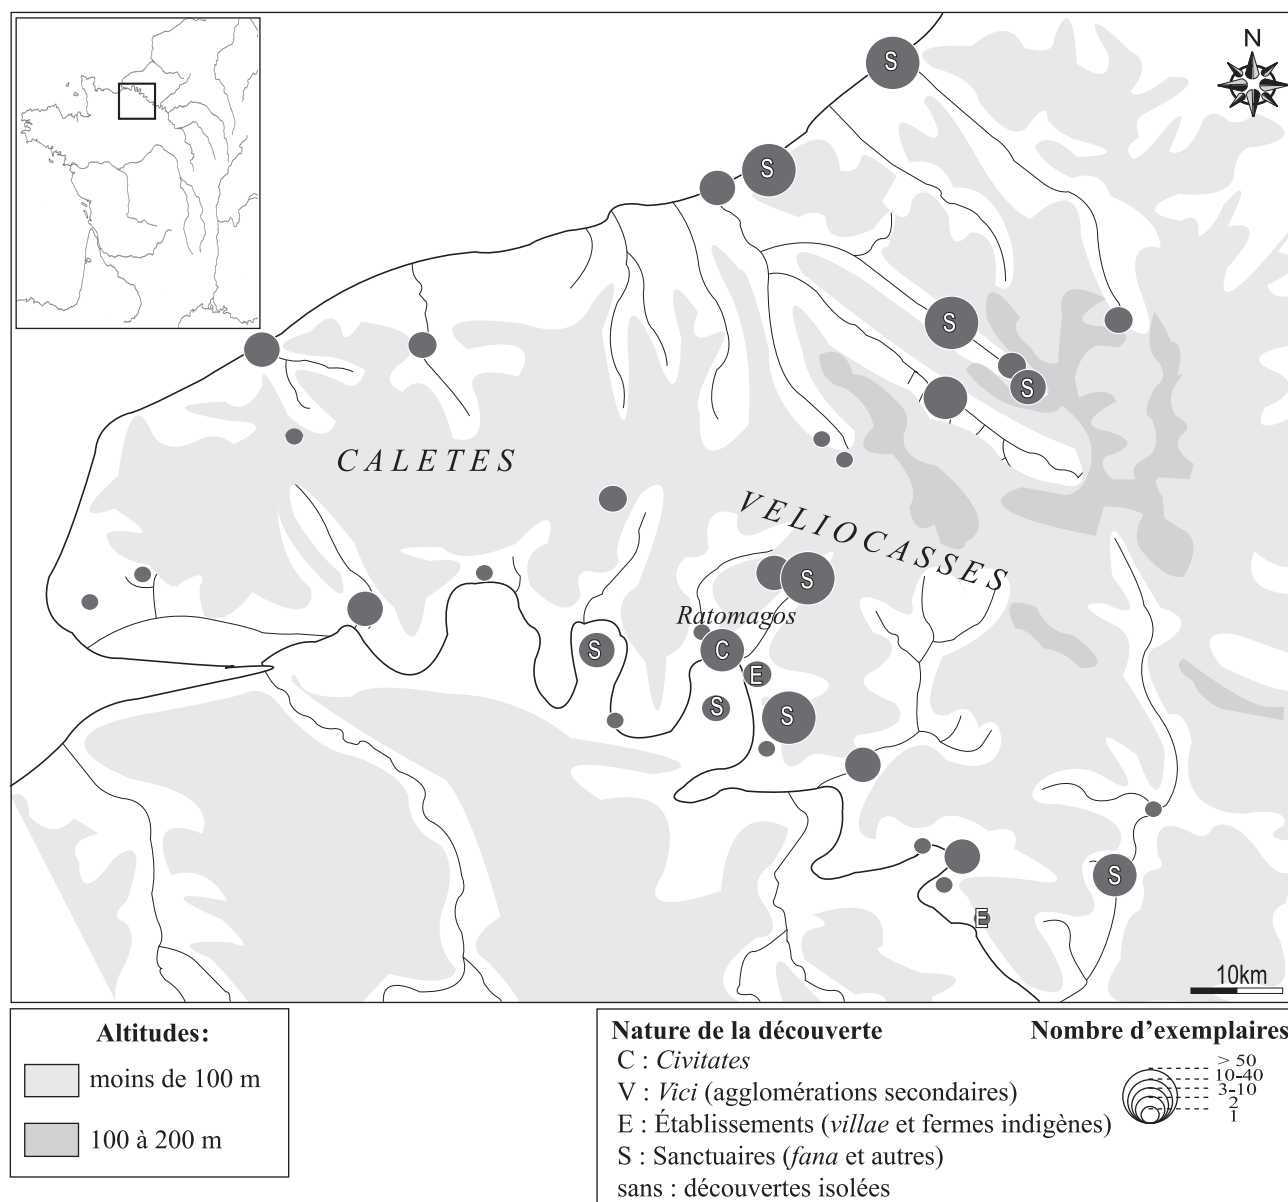 S
N
S
S
S
CALETES
VELIOCASSES
S
Ratomagos
S
C
E
S
S
S
E
10km
Altitudes:
moins de 100 m
100 à 200 m
Nature de la découverte
C : Civitates
V : Vici (agglomérations secondaires)
E : Établissements (villae et fermes indigènes)
S : Sanctuaires (fana et autres)
sans : découvertes isolées
Nombre d'exemplaires
> 50
10-40
3-10
2
1